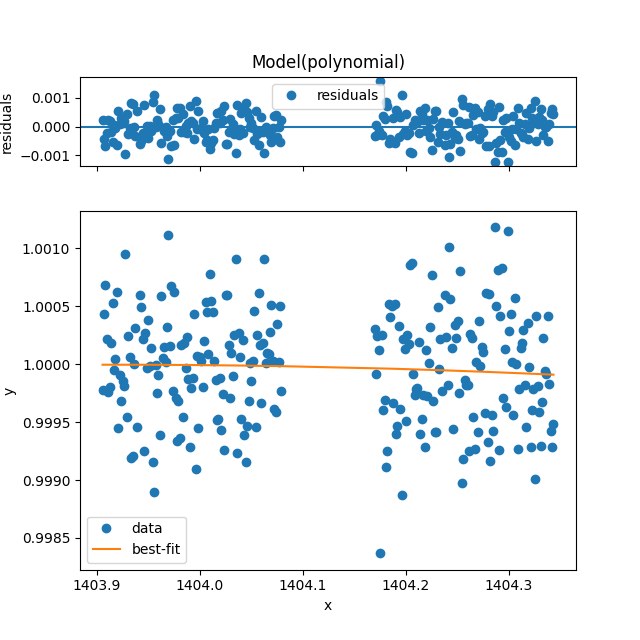 Model(polynomial)
residuals
0.001
0.000
−0.001
residuals
1.0010
1.0005
1.0000
0.9995
0.9990
0.9985
y
data
best-fit
1403.9 1404.0 1404.1 1404.2 1404.3
x